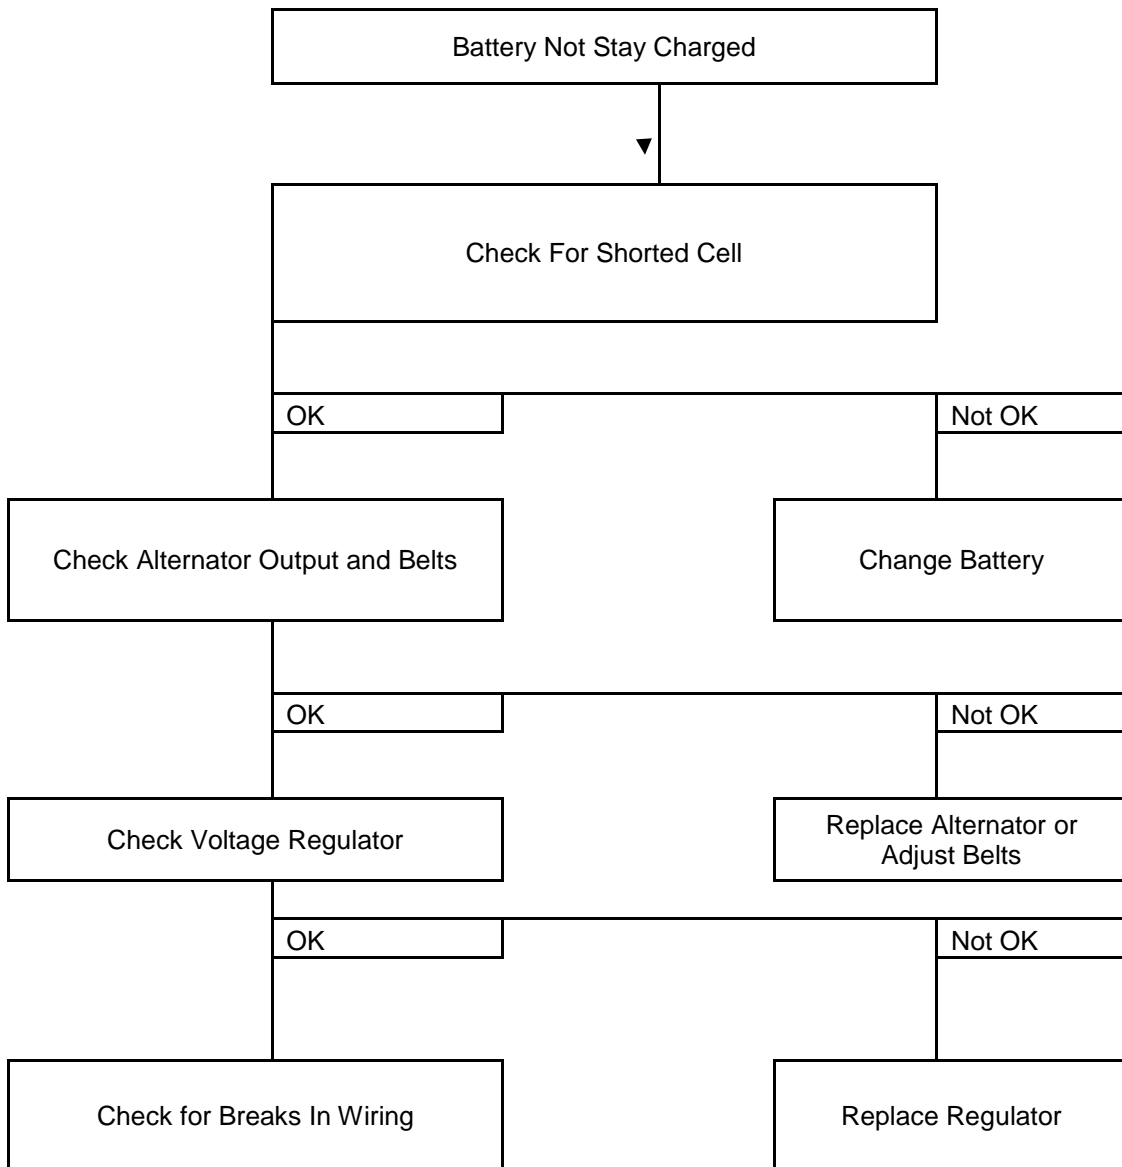 Battery Not Stay Charged
Check For Shorted Cell
OK
Not OK
Check Alternator Output and Belts
Change Battery
OK
Not OK
Check Voltage Regulator
Replace Alternator or
Adjust Belts
OK
Not OK
Check for Breaks In Wiring
Replace Regulator